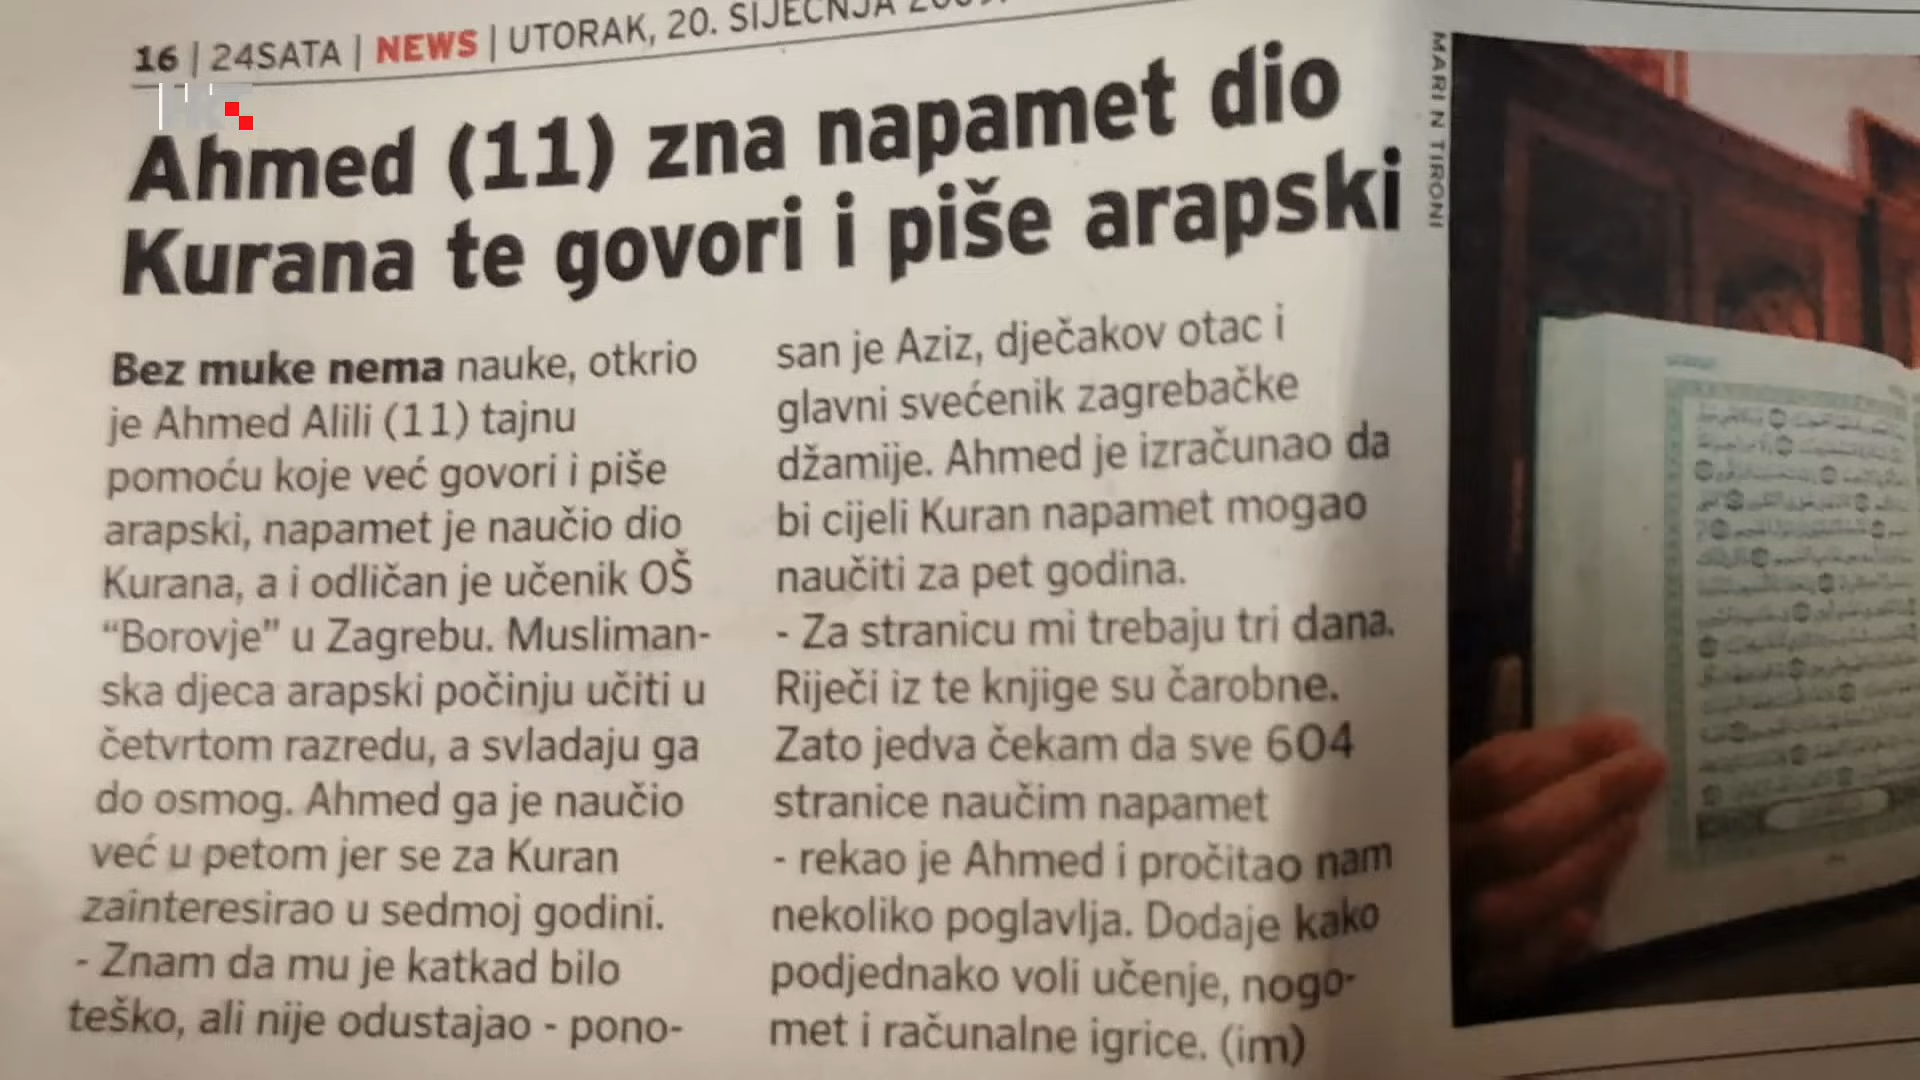 16 | 24SATA | NEWS | UTORAK, 20. SIJEČNJA
HRT
Ahmed (11) zna napamet dio
Kurana te govori i piše arapski
Bez muke nema nauke, otkrio
je Ahmed Alili (11) tajnu
pomoću koje već govori i piše
arapski, napamet je naučio dio
Kurana, a i odličan je učenik OŠ
“Borovje” u Zagrebu. Musliman-
ska djeca arapski počinju učiti u
četvrtom razredu, a svladaju ga
do osmog. Ahmed ga je naučio
već u petom jer se za Kuran
zainteresirao u sedmoj godini.
- Znam da mu je katkad bilo
teško, ali nije odustajao - pono-
san je Aziz, dječakov otac i
glavni svećenik zagrebačke
džamije. Ahmed je izračunao da
bi cijeli Kuran napamet mogao
naučiti za pet godina.
- Za stranicu mi trebaju tri dana.
Riječi iz te knjige su čarobne.
Zato jedva čekam da sve 604
stranice naučim napamet
- rekao je Ahmed i pročitao nam
nekoliko poglavlja. Dodaje kako
podjednako voli učenje, nogo-
met i računalne igrice. (im)
MARI N TIRONI